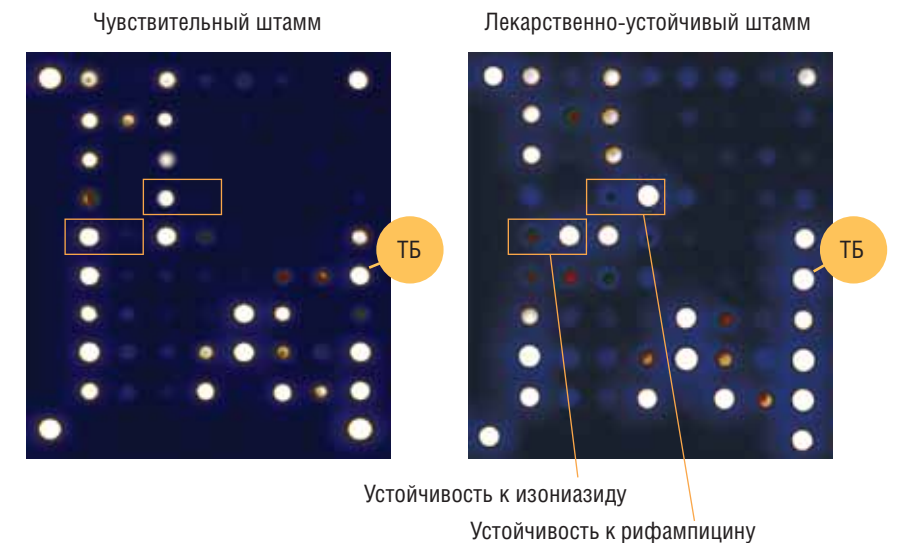 Чувствительный штамм
Лекарственно-устойчивый штамм
ТБ
ТБ
Устойчивость к изониазиду
Устойчивость к рифампицину